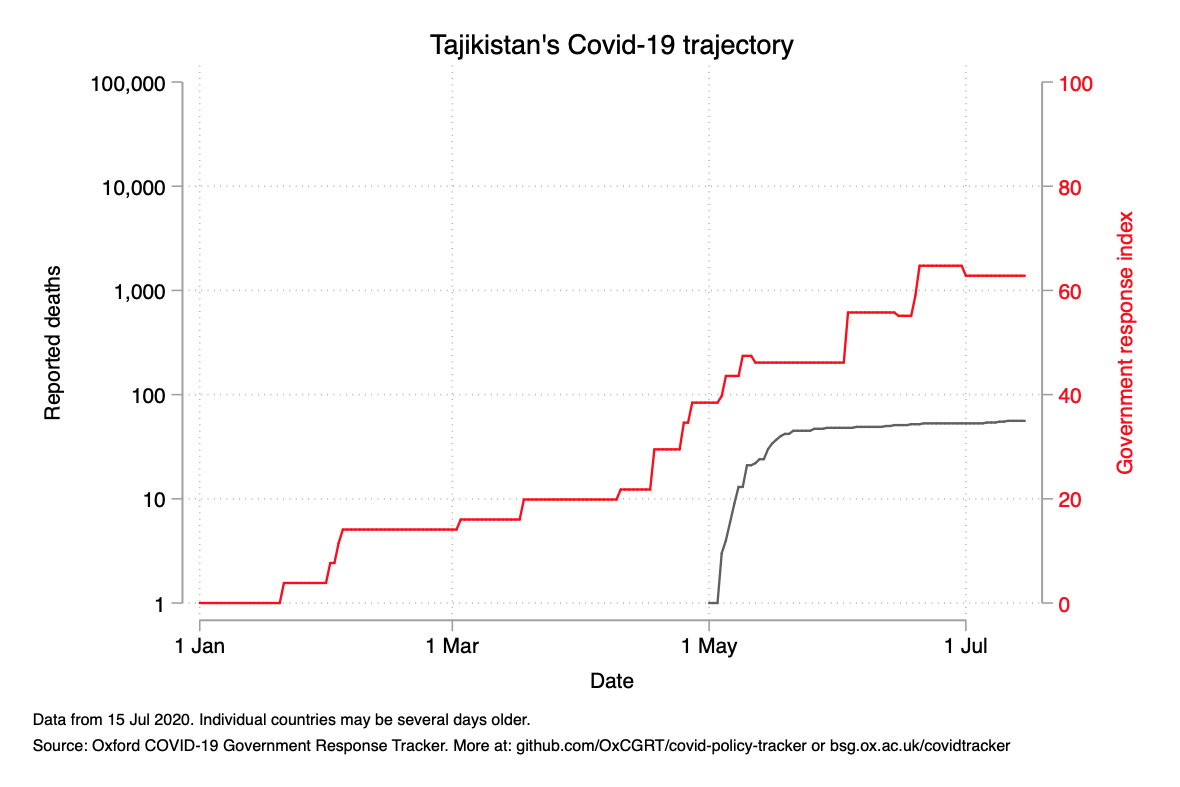 Tajikistan's Covid-19 trajectory
100,000
10,000
1,000
100
10
1
Reported deaths
100
80
60
40
20
0
Government response index
1 Jan
1 Mar
1 May
1 Jul
Date
Data from 15 Jul 2020. Individual countries may be several days older.
Source: Oxford COVID-19 Government Response Tracker. More at: github.com/OxCGRT/covid-policy-tracker or bsg.ox.ac.uk/covidtracker